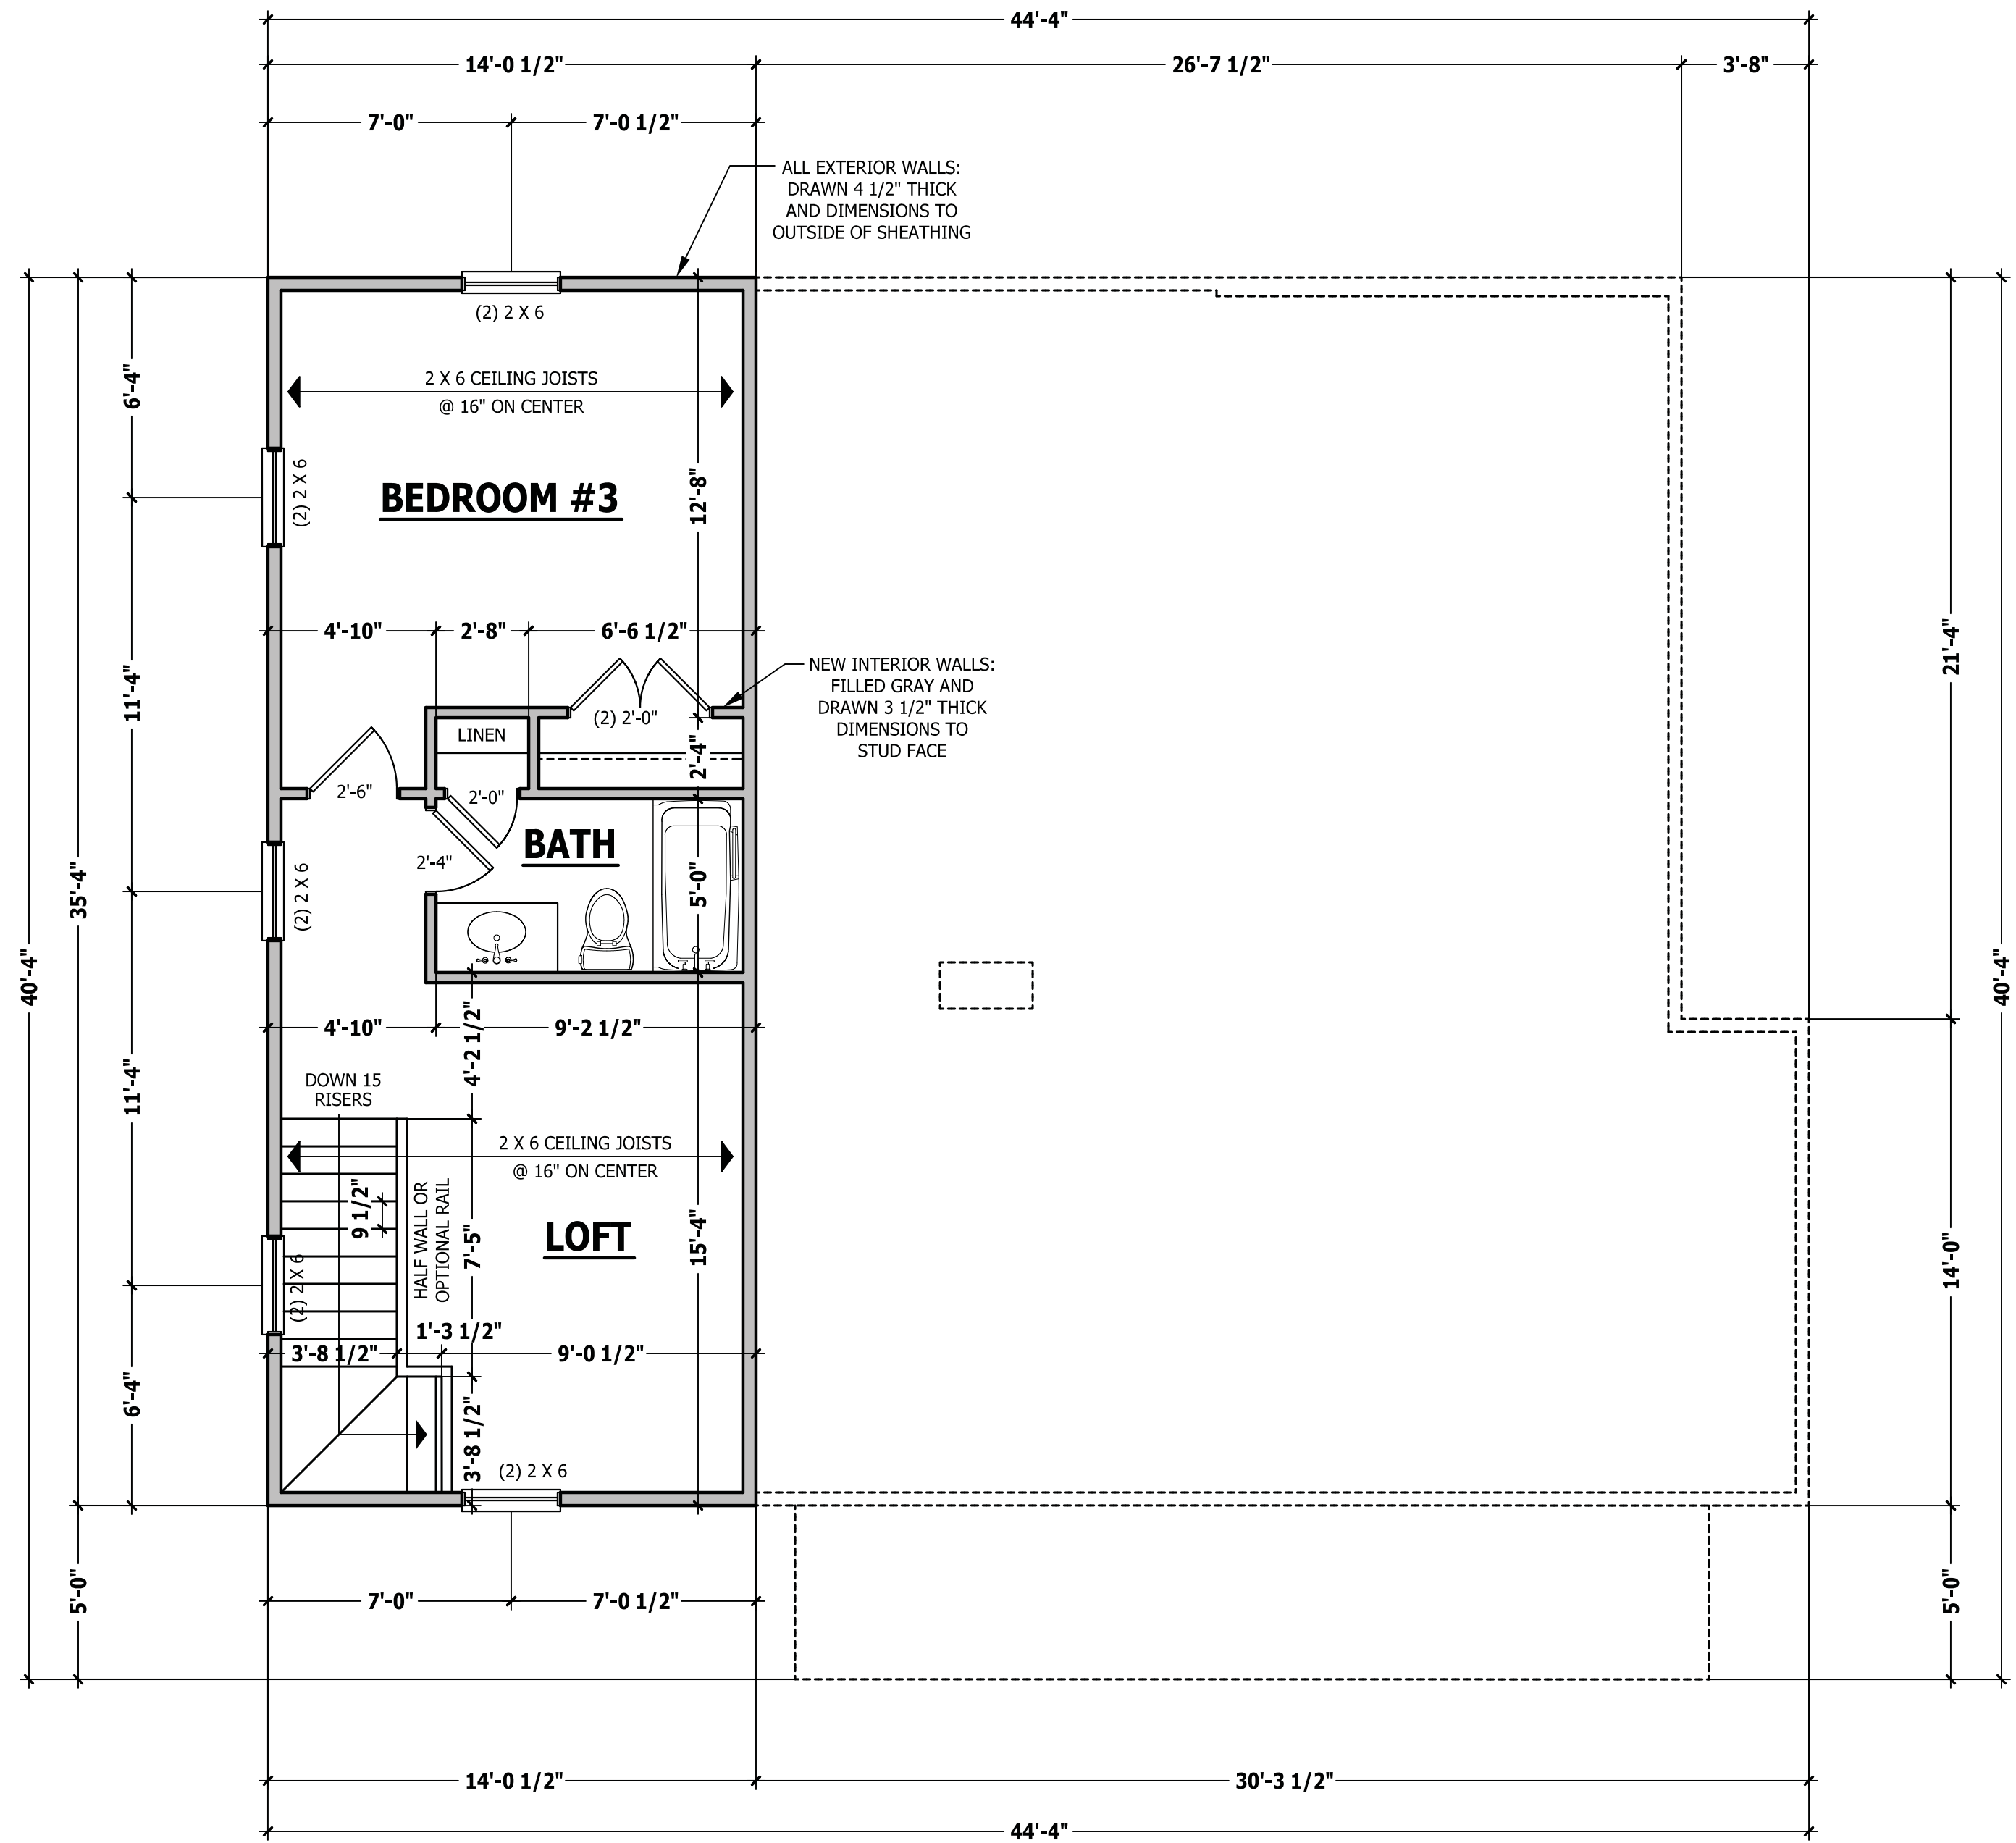 44'-4"
14'-0 1/2"
26'-7 1/2"
3'-8"
7'-0"
7'-0 1/2"
ALL EXTERIOR WALLS:
DRAWN 4 1/2" THICK
AND DIMENSIONS TO
OUTSIDE OF SHEATHING
(2) 2 X 6
2 X 6 CEILING JOISTS
@ 16" ON CENTER
6'-4"
(2) 2 X 6
BEDROOM #3
12'-8"
4'-10"
2'-8"
6'-6 1/2"
21'-4"
NEW INTERIOR WALLS:
FILLED GRAY AND
DRAWN 3 1/2" THICK
DIMENSIONS TO
STUD FACE
11'-4"
LINEN
(2) 2'-0"
2'-4"
2'-6"
2'-0"
BATH
2'-4"
5'-0"
(2) 2 X 6
35'-4"
40'-4"
40'-4"
4'-10"
4'-2 1/2"
9'-2 1/2"
DOWN 15
RISERS
11'-4"
2 X 6 CEILING JOISTS
@ 16" ON CENTER
9 1/2"
HALF WALL OR
OPTIONAL RAIL
7'-5"
LOFT
15'-4"
14'-0"
(2) 2 X 6
1'-3 1/2"
3'-8 1/2"
9'-0 1/2"
6'-4"
3'-8 1/2"
(2) 2 X 6
5'-0"
7'-0"
7'-0 1/2"
5'-0"
14'-0 1/2"
30'-3 1/2"
44'-4"